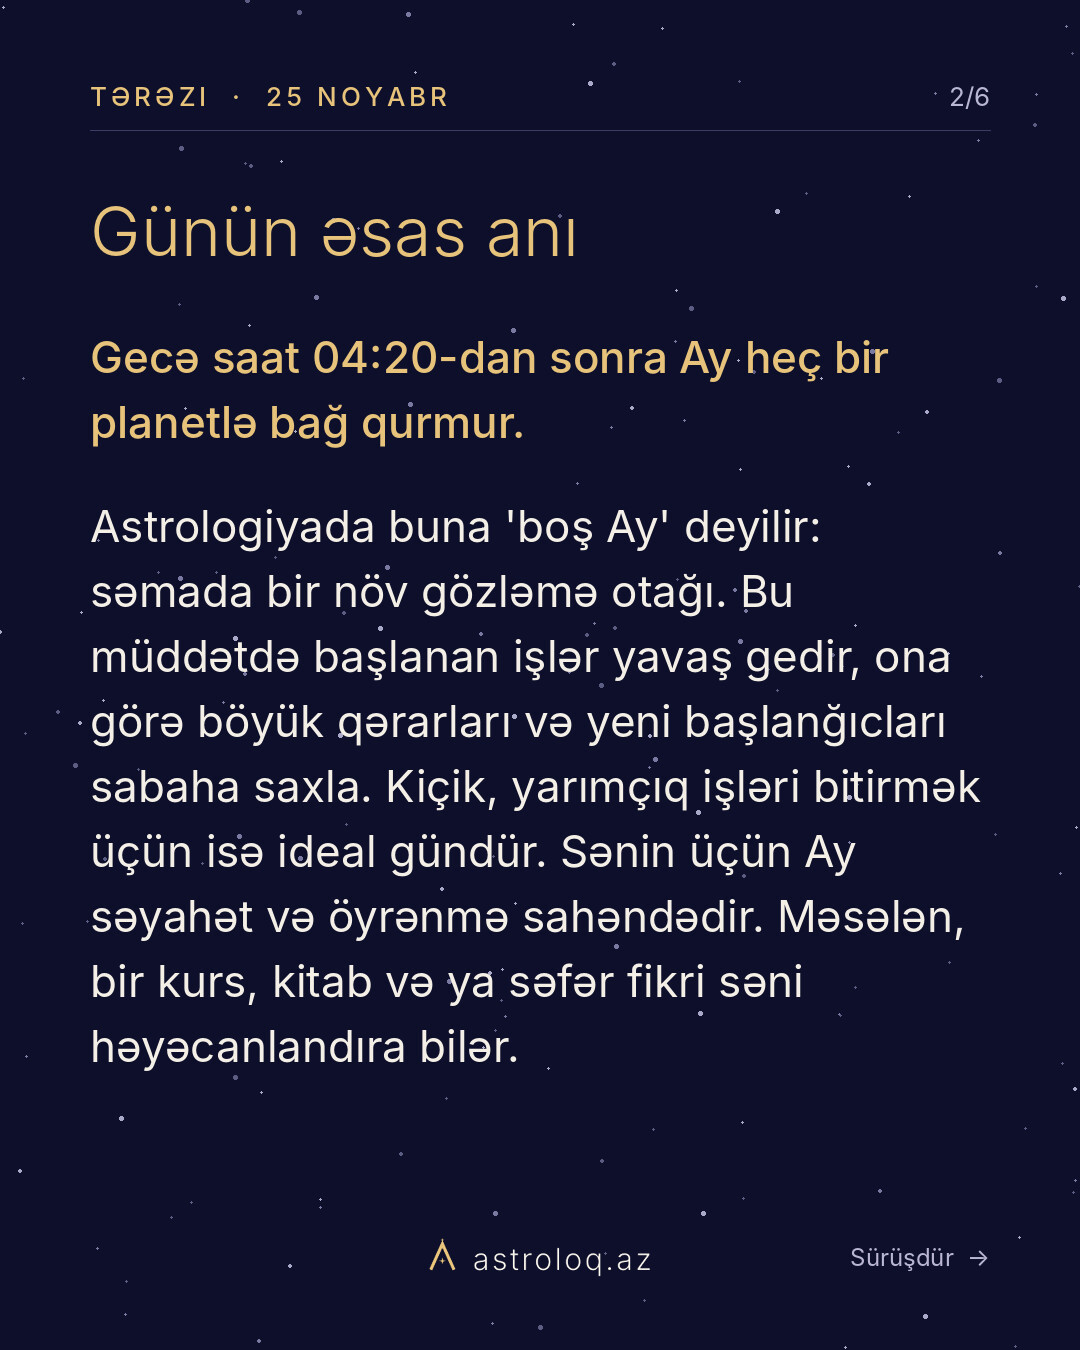 TƏRƏZI · 25 NOYABR
2/6
Günün əsas anı
Gecə saat 04:20-dan sonra Ay heç bir
planetlə bağ qurmur.
Astrologiyada buna 'boş Ay' deyilir:
səmada bir növ gözləmə otağı. Bu
müddətdə başlanan işlər yavaş gedir, ona
görə böyük qərarları və yeni başlanğıcları
sabaha saxla. Kiçik, yarımçıq işləri bitirmək
üçün isə ideal gündür. Sənin üçün Ay
səyahət və öyrənmə sahəndədir. Məsələn,
bir kurs, kitab və ya səfər fikri səni
həyəcanlandıra bilər.
astroloq.az
Sürüşdür →